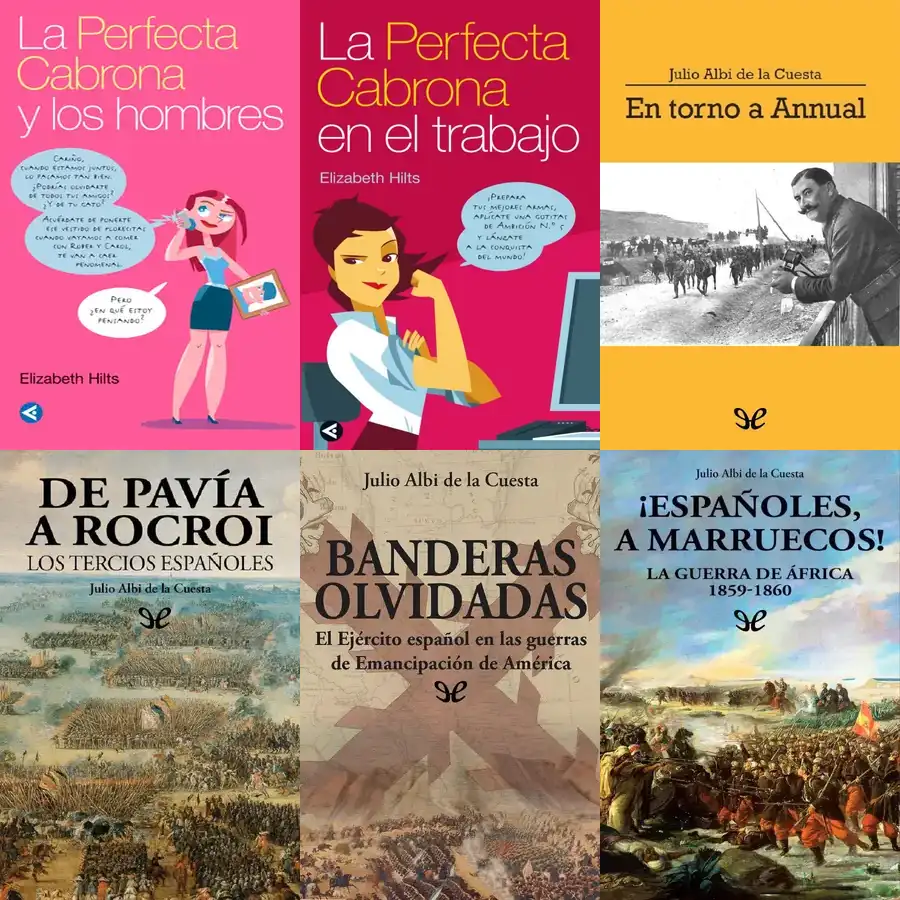 La Perfecta
Cabrona
y los hombres
CARIÑO,
CUANDO ESTAMOS JUNTOS,
LO PASAMOS TAN BIEN.
¿PODRÍAS OLVIDARTE
DE TODOS TUS AMIGOS?
¿Y DE TU GATO?
ACUÉRDATE DE PONERTE
ESE VESTIDO DE FLORECITAS
CUANDO VAYAMOS A COMER
CON ROBER Y CAROL,
TE VAN A CAER
FENOMENAL.
PERO
¿EN QUÉ ESTOY
PENSANDO?
Elizabeth Hilts
La Perfecta
Cabrona
en el trabajo
Elizabeth Hilts
¡PREPARA
TUS MEJORES ARMAS,
APLÍCATE UNA GOTITAS
DE AMBICIÓN N.º 5
Y LÁNZATE
A LA CONQUISTA
DEL MUNDO!
Julio Albi de la Cuesta
En torno a Annual
DE PAVÍA
A ROCROI
LOS TERCIOS ESPAÑOLES
Julio Albi de la Cuesta
Julio Albi de la Cuesta
BANDERAS
OLVIDADAS
El Ejército español en las guerras
de Emancipación de América
Julio Albi de la Cuesta
¡ESPAÑOLES,
A MARRUECOS!
LA GUERRA DE ÁFRICA
1859-1860